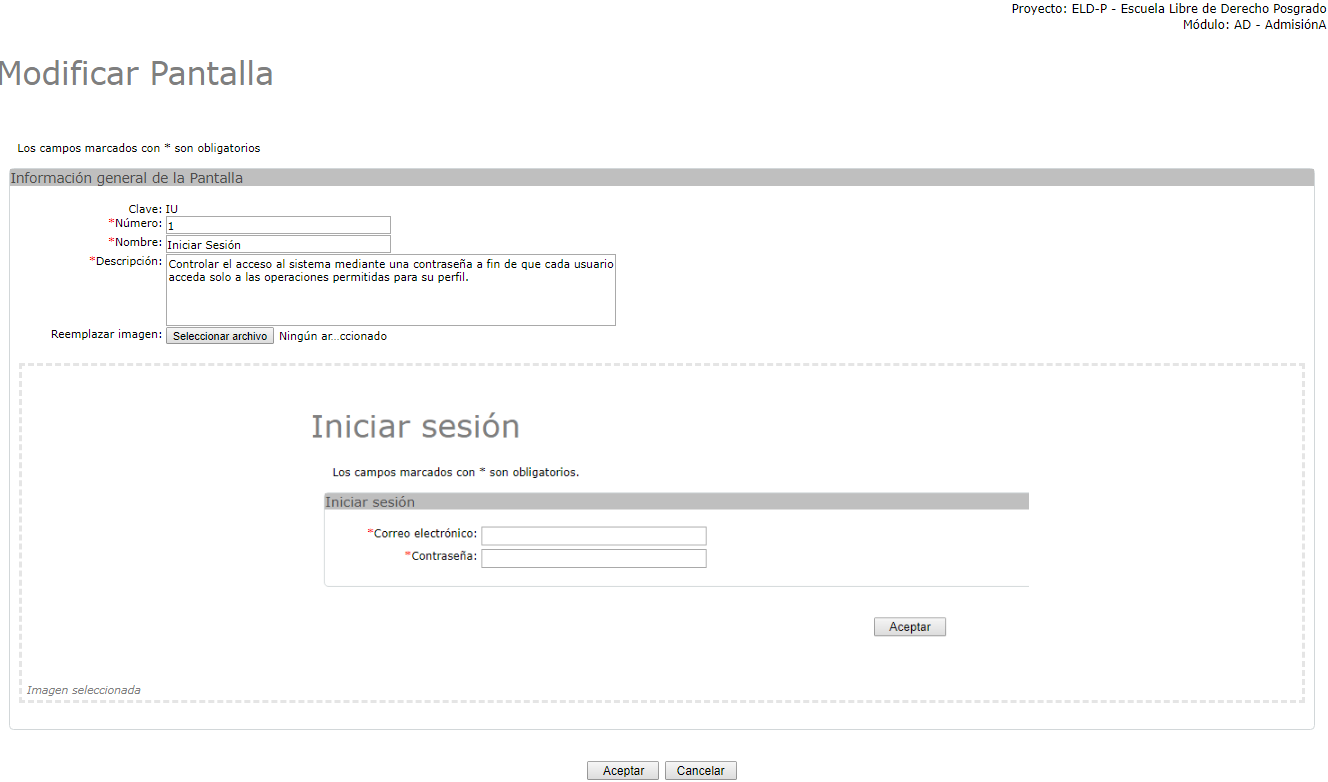 Proyecto: ELD-P - Escuela Libre de Derecho Posgrado
Módulo: AD - AdmisiónA
Modificar Pantalla
Los campos marcados con * son obligatorios
Información general de la Pantalla
Clave: IU
*Número: 1
*Nombre: Iniciar Sesión
*Descripción: Controlar el acceso al sistema mediante una contraseña a fin de que cada usuario
acceda solo a las operaciones permitidas para su perfil.
Reemplazar imagen: Seleccionar archivo Ningún ar...ccionado
Iniciar sesión
Los campos marcados con * son obligatorios.
Iniciar sesión
*Correo electrónico:
*Contraseña:
Aceptar
Imagen seleccionada
Aceptar Cancelar